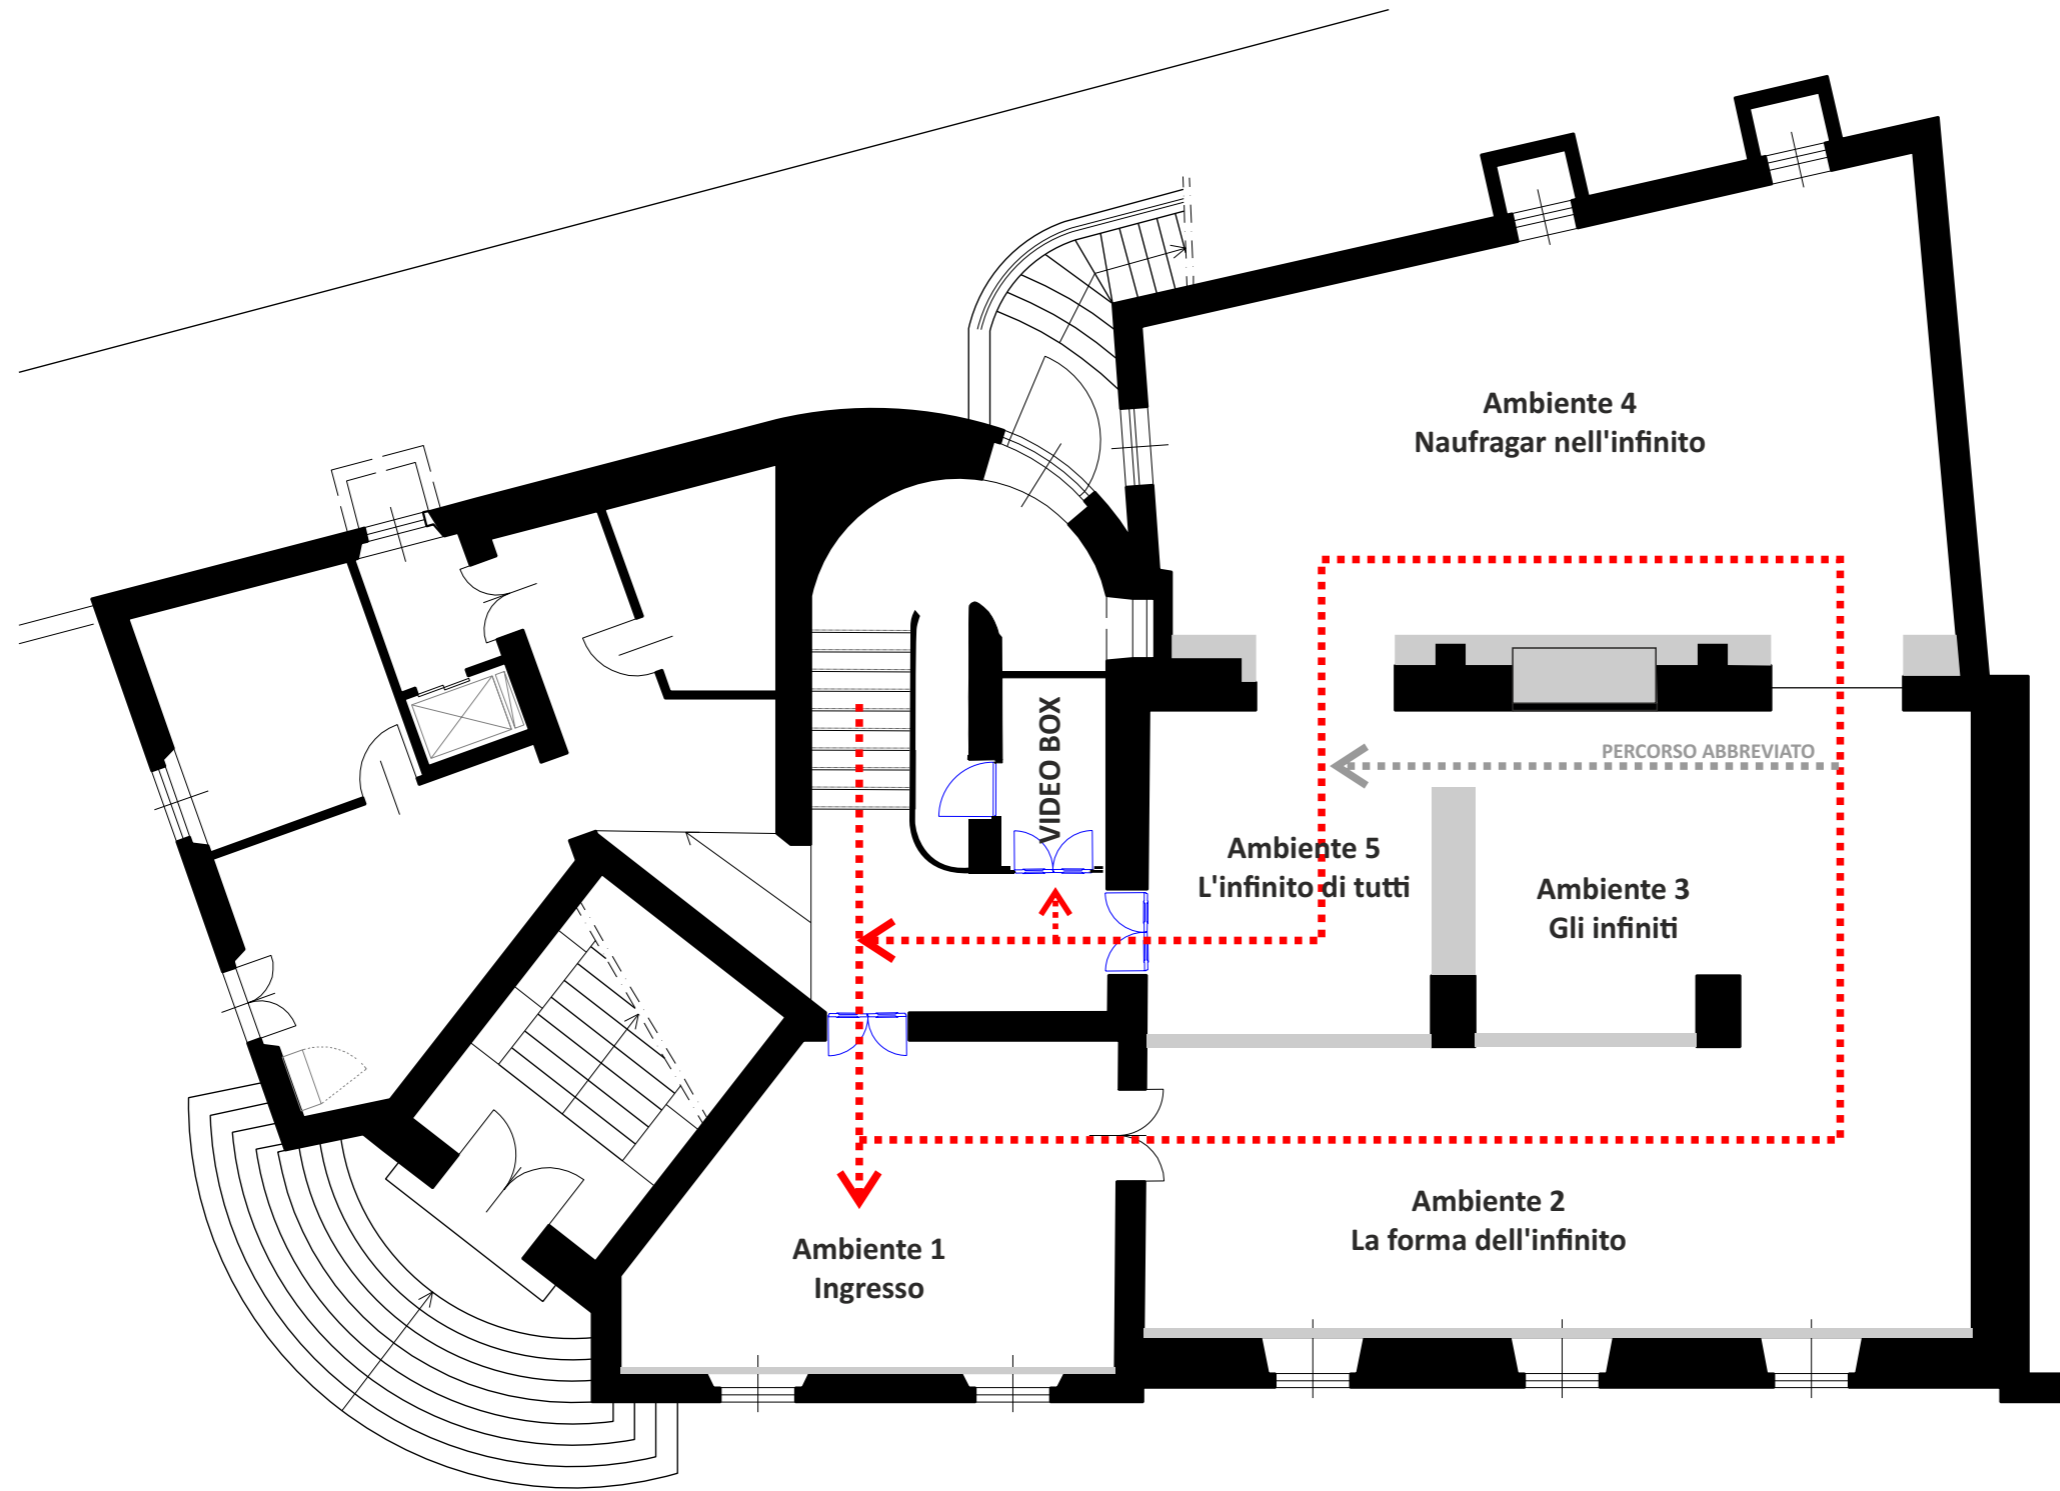 Ambiente 4
Naufragar nell'infinito
VIDEO BOX
PERCORSO ABBREVIATO
Ambiente 5
L'infinito di tutti
Ambiente 3
Gli infiniti
Ambiente 2
La forma dell'infinito
Ambiente 1
Ingresso